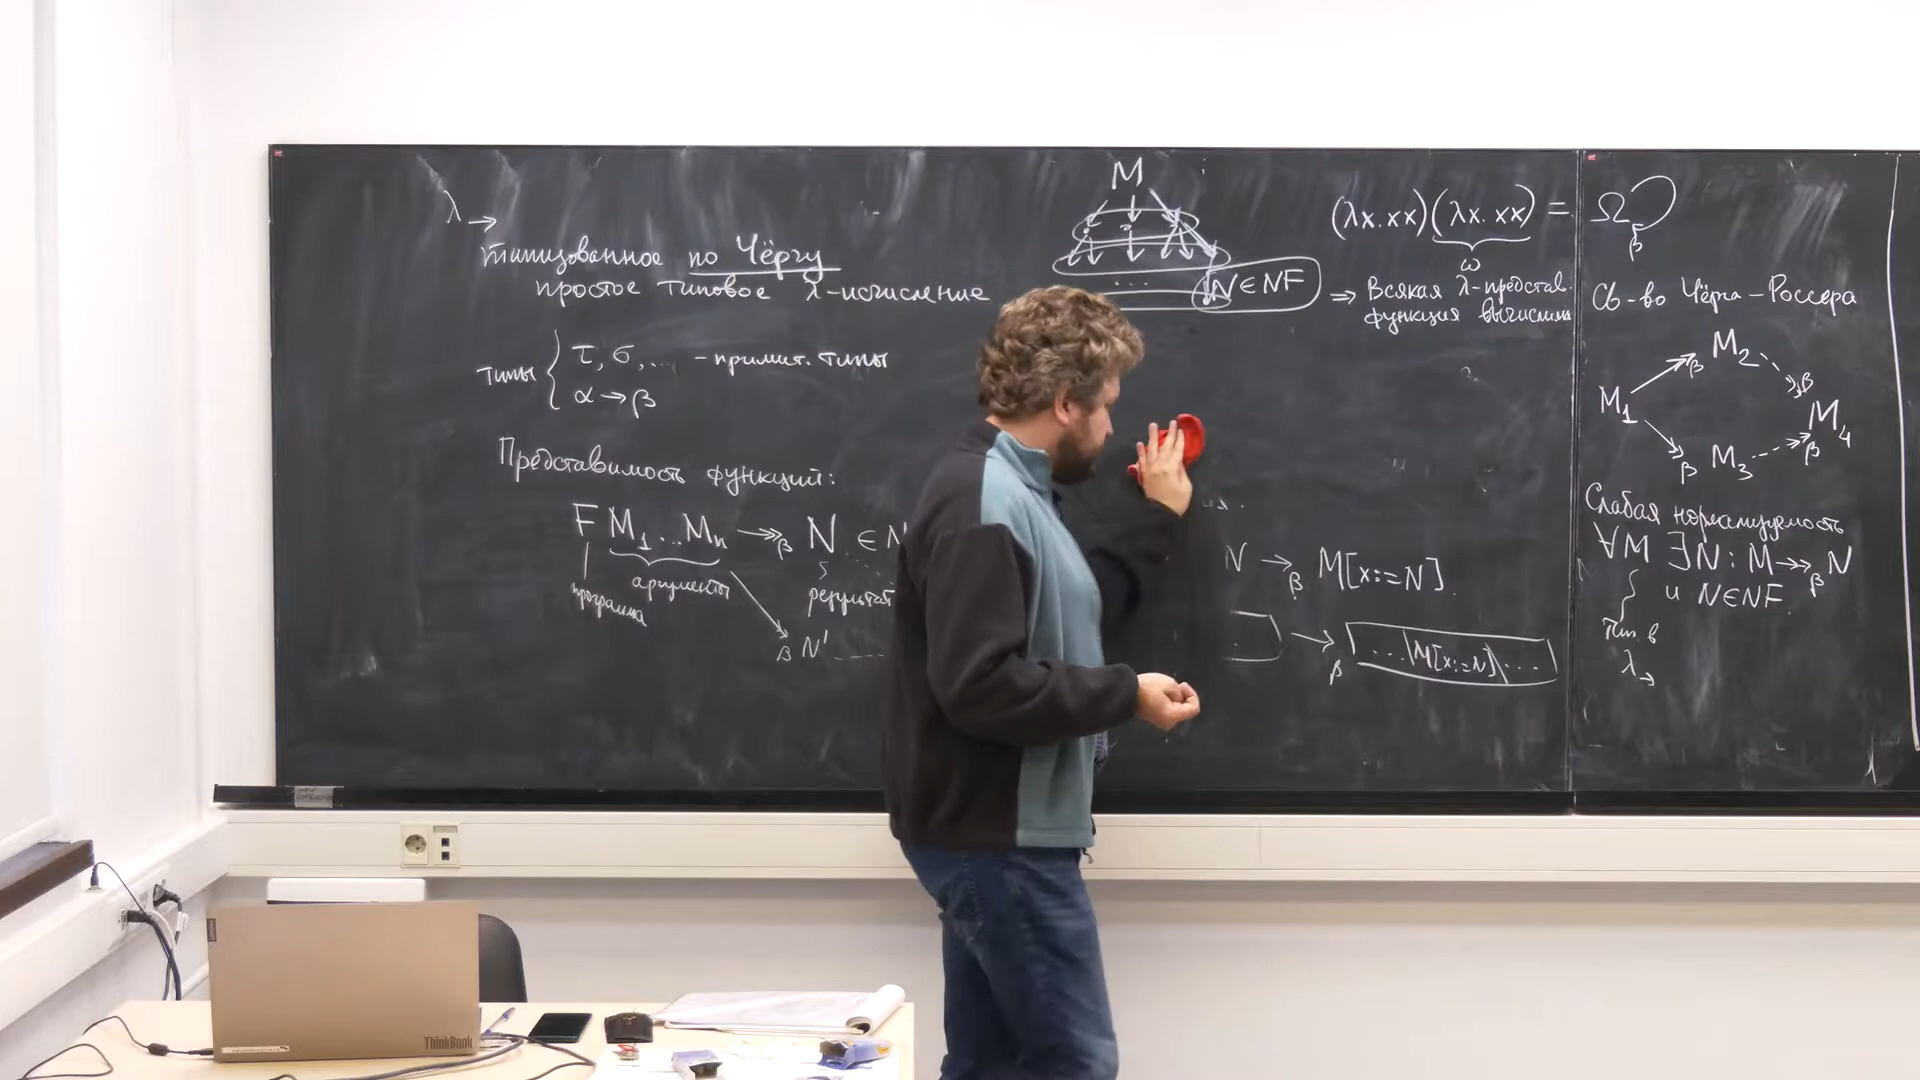 λ→
типизованное по Чёрчу
простое типовое λ-исчисление
типы { τ, σ, ... - примит. типы
α → β
Представимость функций:
F M₁...Mₙ ↠β N ∈ N
программа аргументы результат
β N'
M
...
N ∈ NF
(λx.xx)(λx.xx) = Ω β
ω
⇒ Всякая λ-представ.
функция вычислима
N →β M[x:=N].
→β ...M[x:=N]...
Св-во Чёрча-Россера
M₁ β M₂ β M₄
β M₃ β
Слабая нормализуемость
∀M ∃N : M ↠β N
и N∈NF.
тип. в
λ→
ThinkBook
Lenovo